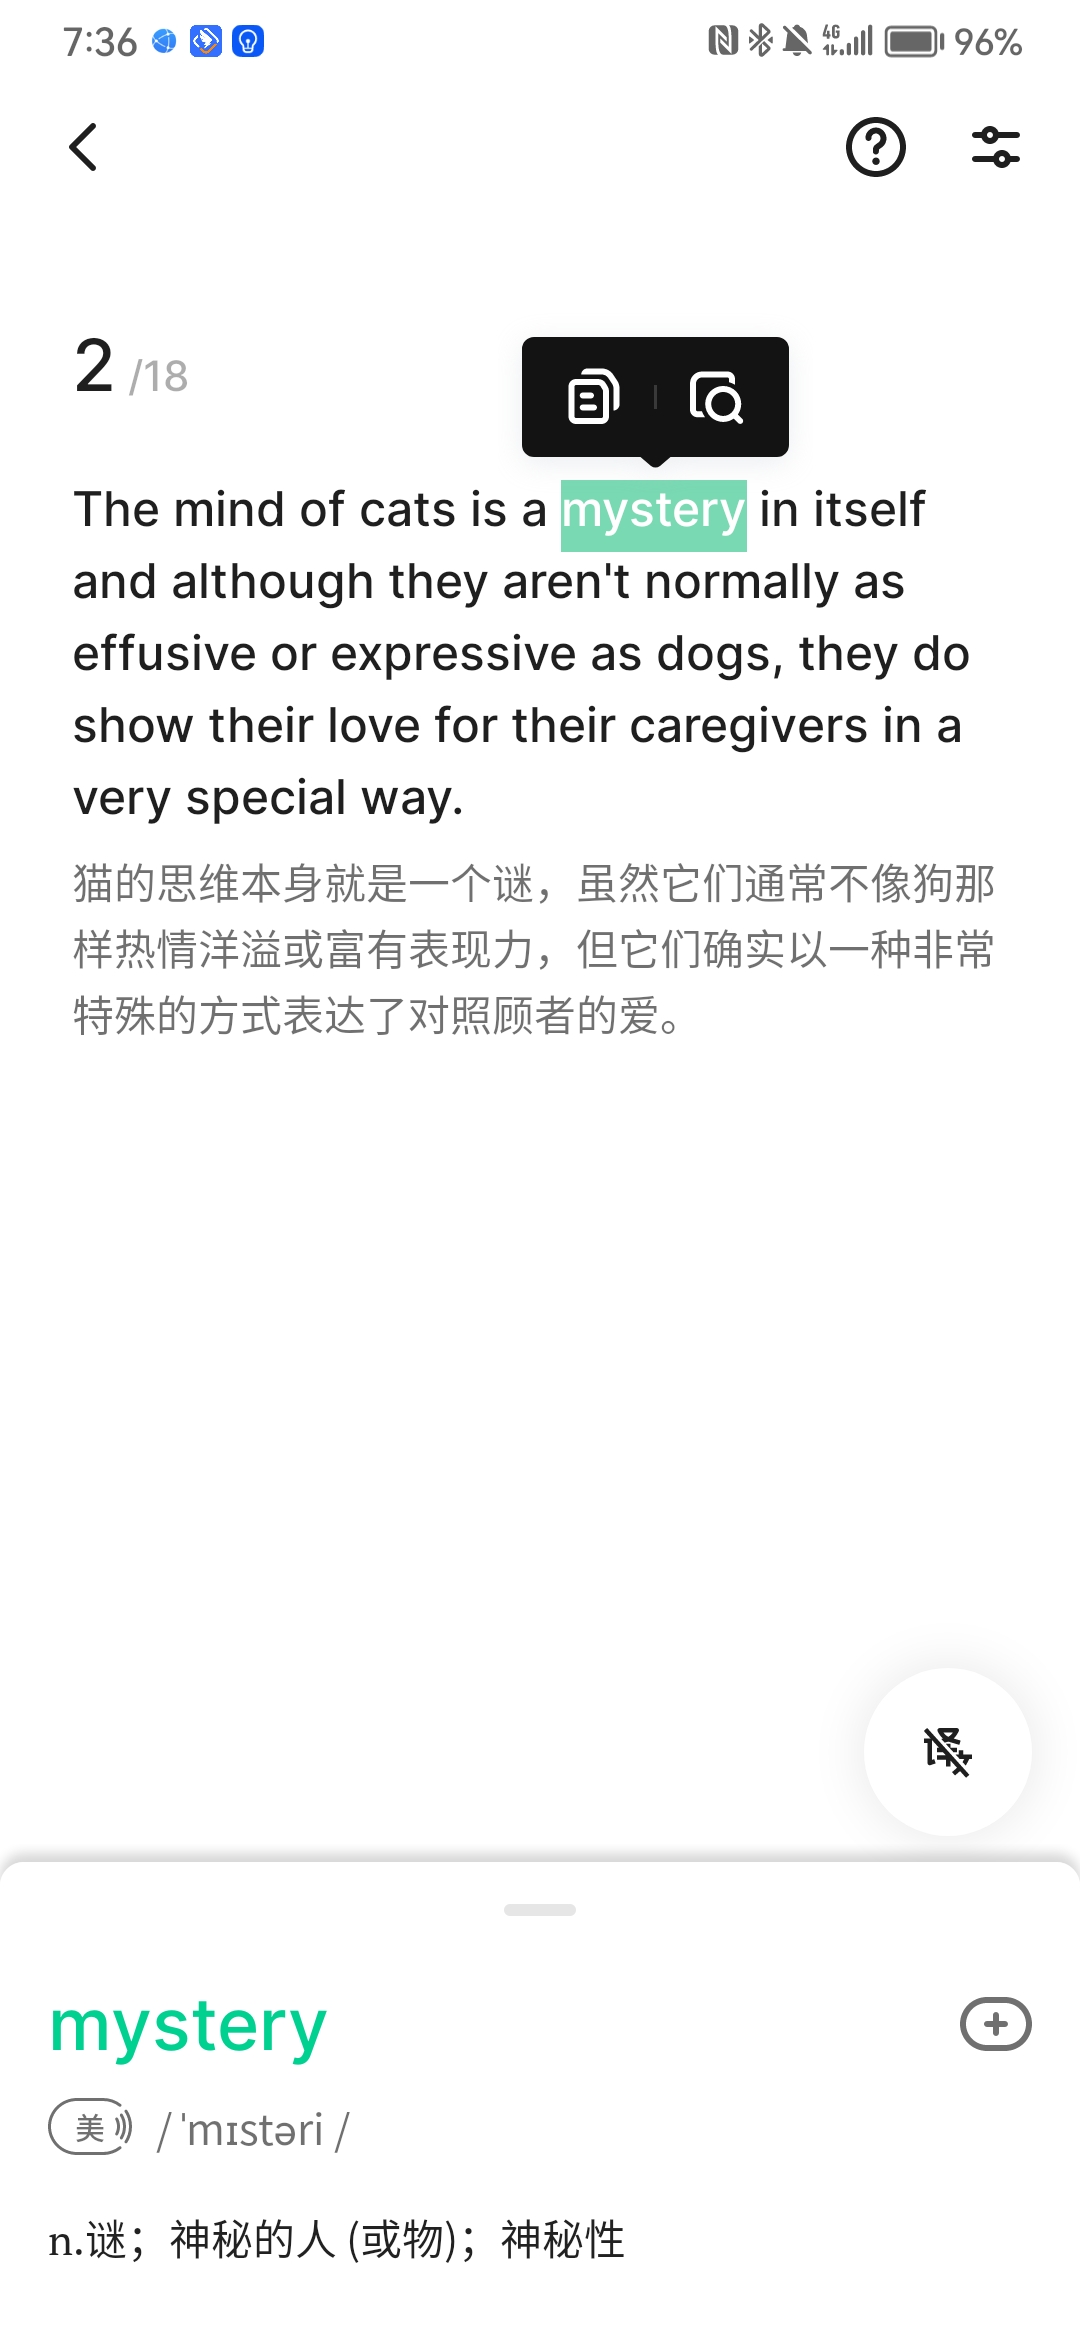 7:36
4G
96%
2 /18
The mind of cats is a mystery in itself
and although they aren't normally as
effusive or expressive as dogs, they do
show their love for their caregivers in a
very special way.
猫的思维本身就是一个谜，虽然它们通常不像狗那
样热情洋溢或富有表现力，但它们确实以一种非常
特殊的方式表达了对照顾者的爱。
译
mystery
美 / ˈmɪstəri /
n.谜；神秘的人 (或物)；神秘性